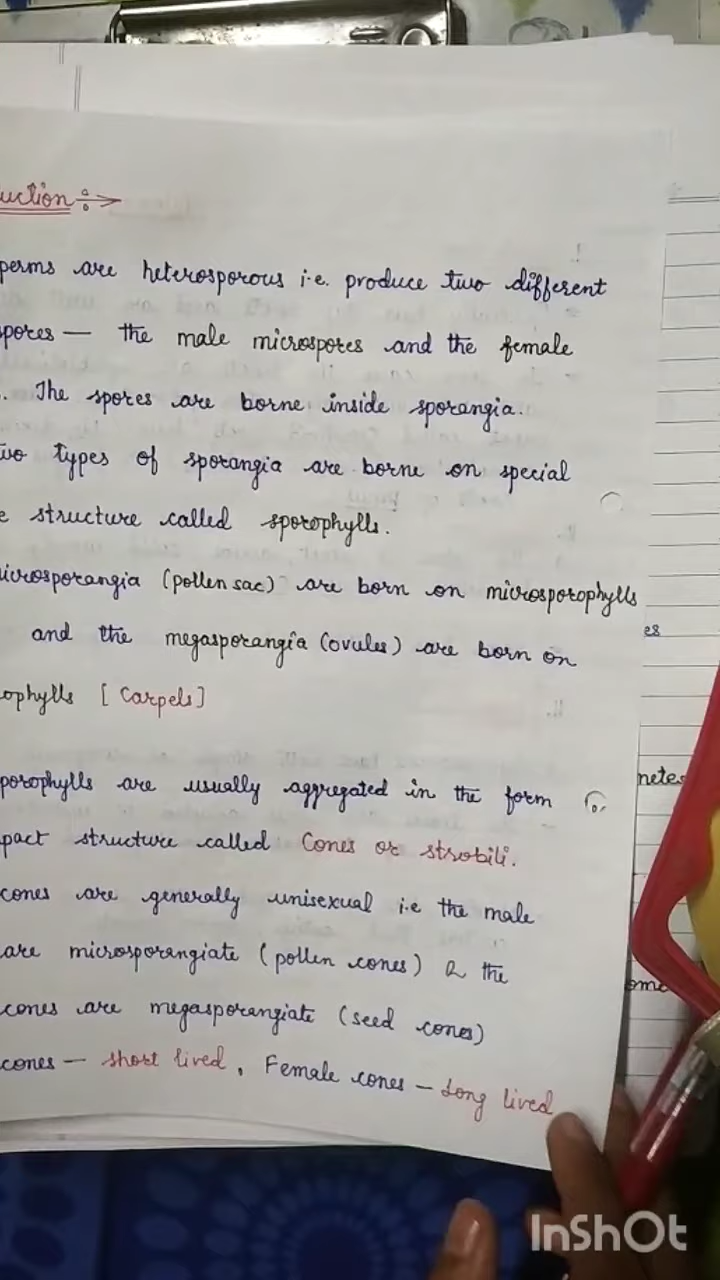 uction ÷→
perms are heterosporous i.e. produce two different
spores — the male microspores and the female
. The spores are borne inside sporangia.
wo types of sporangia are borne on special
e structure called sporophylls.
icrosporangia (pollen sac) are born on microsporophylls
es
and the megasporangia (ovules) are born on
ophylls [Carpels]
netes
porophylls are usually aggregated in the form
pact structure called Cones or strobili.
cones are generally unisexual i.e the male
are microsporangiate (pollen cones) & the
ome
cones are megasporangiate (seed cones)
cones — short lived, Female cones — Long lived
InShOt